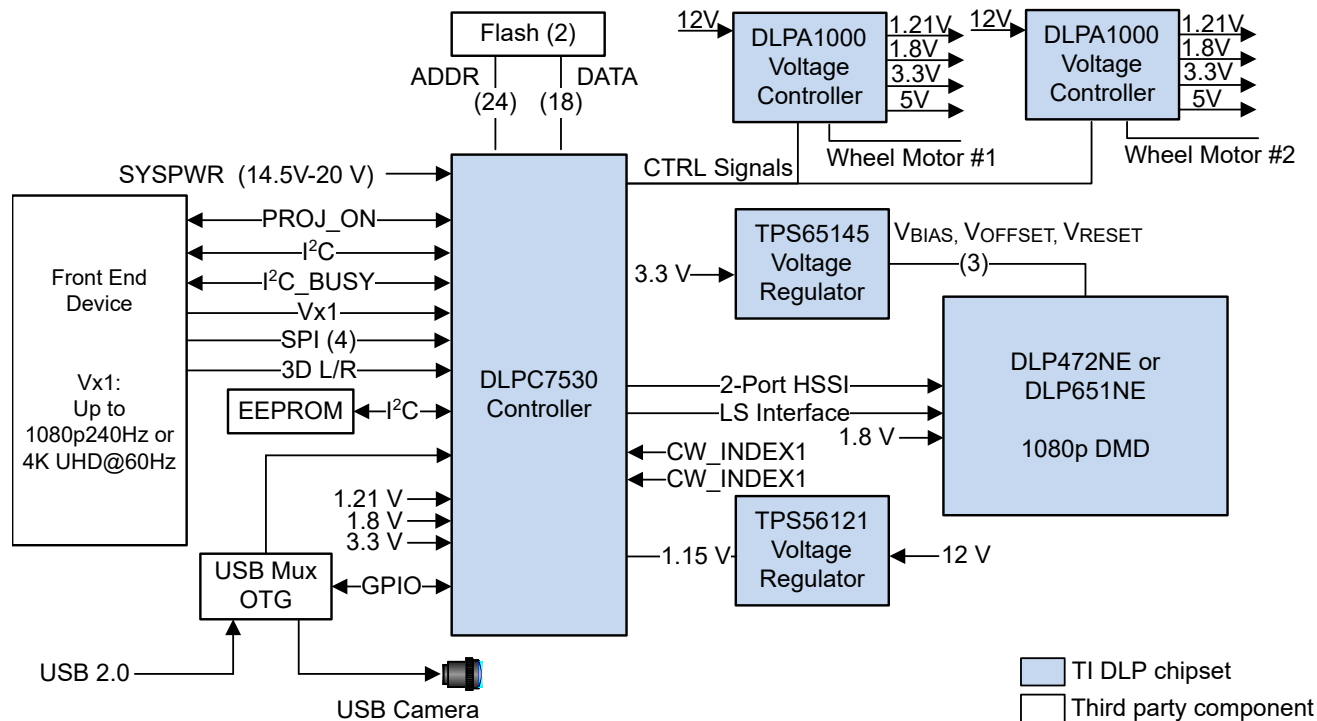 Flash (2)
ADDR
DATA
(24)
(18)
12V
DLPA1000
Voltage
Controller
1.21V
1.8V
3.3V
5V
12V
DLPA1000
Voltage
Controller
1.21V
1.8V
3.3V
5V
Wheel Motor #1
Wheel Motor #2
CTRL Signals
SYSPWR (14.5V-20 V)
Front End
Device
Vx1:
Up to
1080p240Hz or
4K UHD@60Hz
PROJ_ON
I²C
I²C_BUSY
Vx1
SPI (4)
3D L/R
EEPROM
I²C
DLPC7530
Controller
1.21 V
1.8 V
3.3 V
USB Mux
OTG
GPIO
USB 2.0
USB Camera
3.3 V
TPS65145
Voltage
Regulator
VBIAS, VOFFSET, VRESET
(3)
2-Port HSSI
LS Interface
1.8 V
DLP472NE or
DLP651NE
1080p DMD
CW_INDEX1
CW_INDEX1
1.15 V
TPS56121
Voltage
Regulator
12 V
TI DLP chipset
Third party component